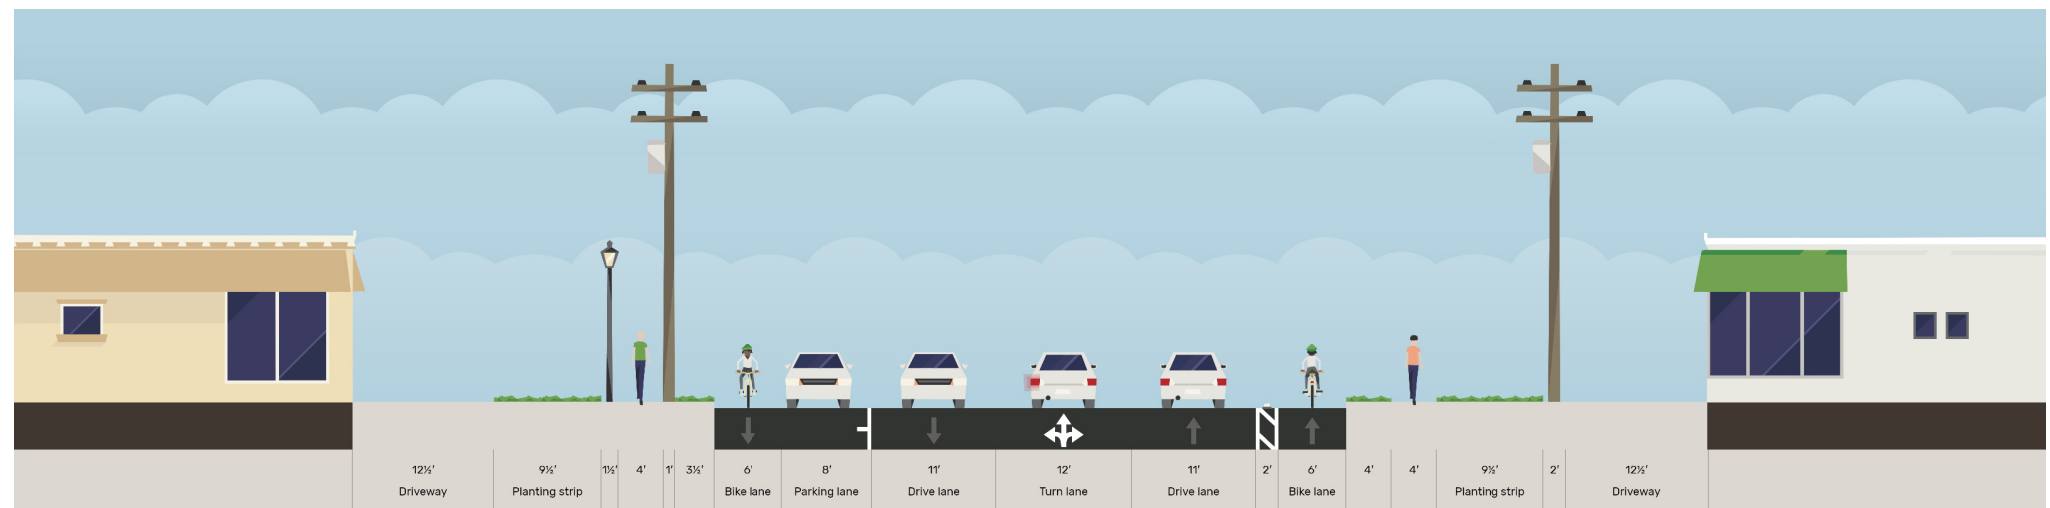 12½′ 9½′ 1½′ 4′ 1′ 3½′ 6′ 8′ 11′ 12′ 11′ 2′ 6′ 4′ 4′ 9½′ 2′ 12½′
Driveway Planting strip Bike lane Parking lane Drive lane Turn lane Drive lane Bike lane Planting strip Driveway